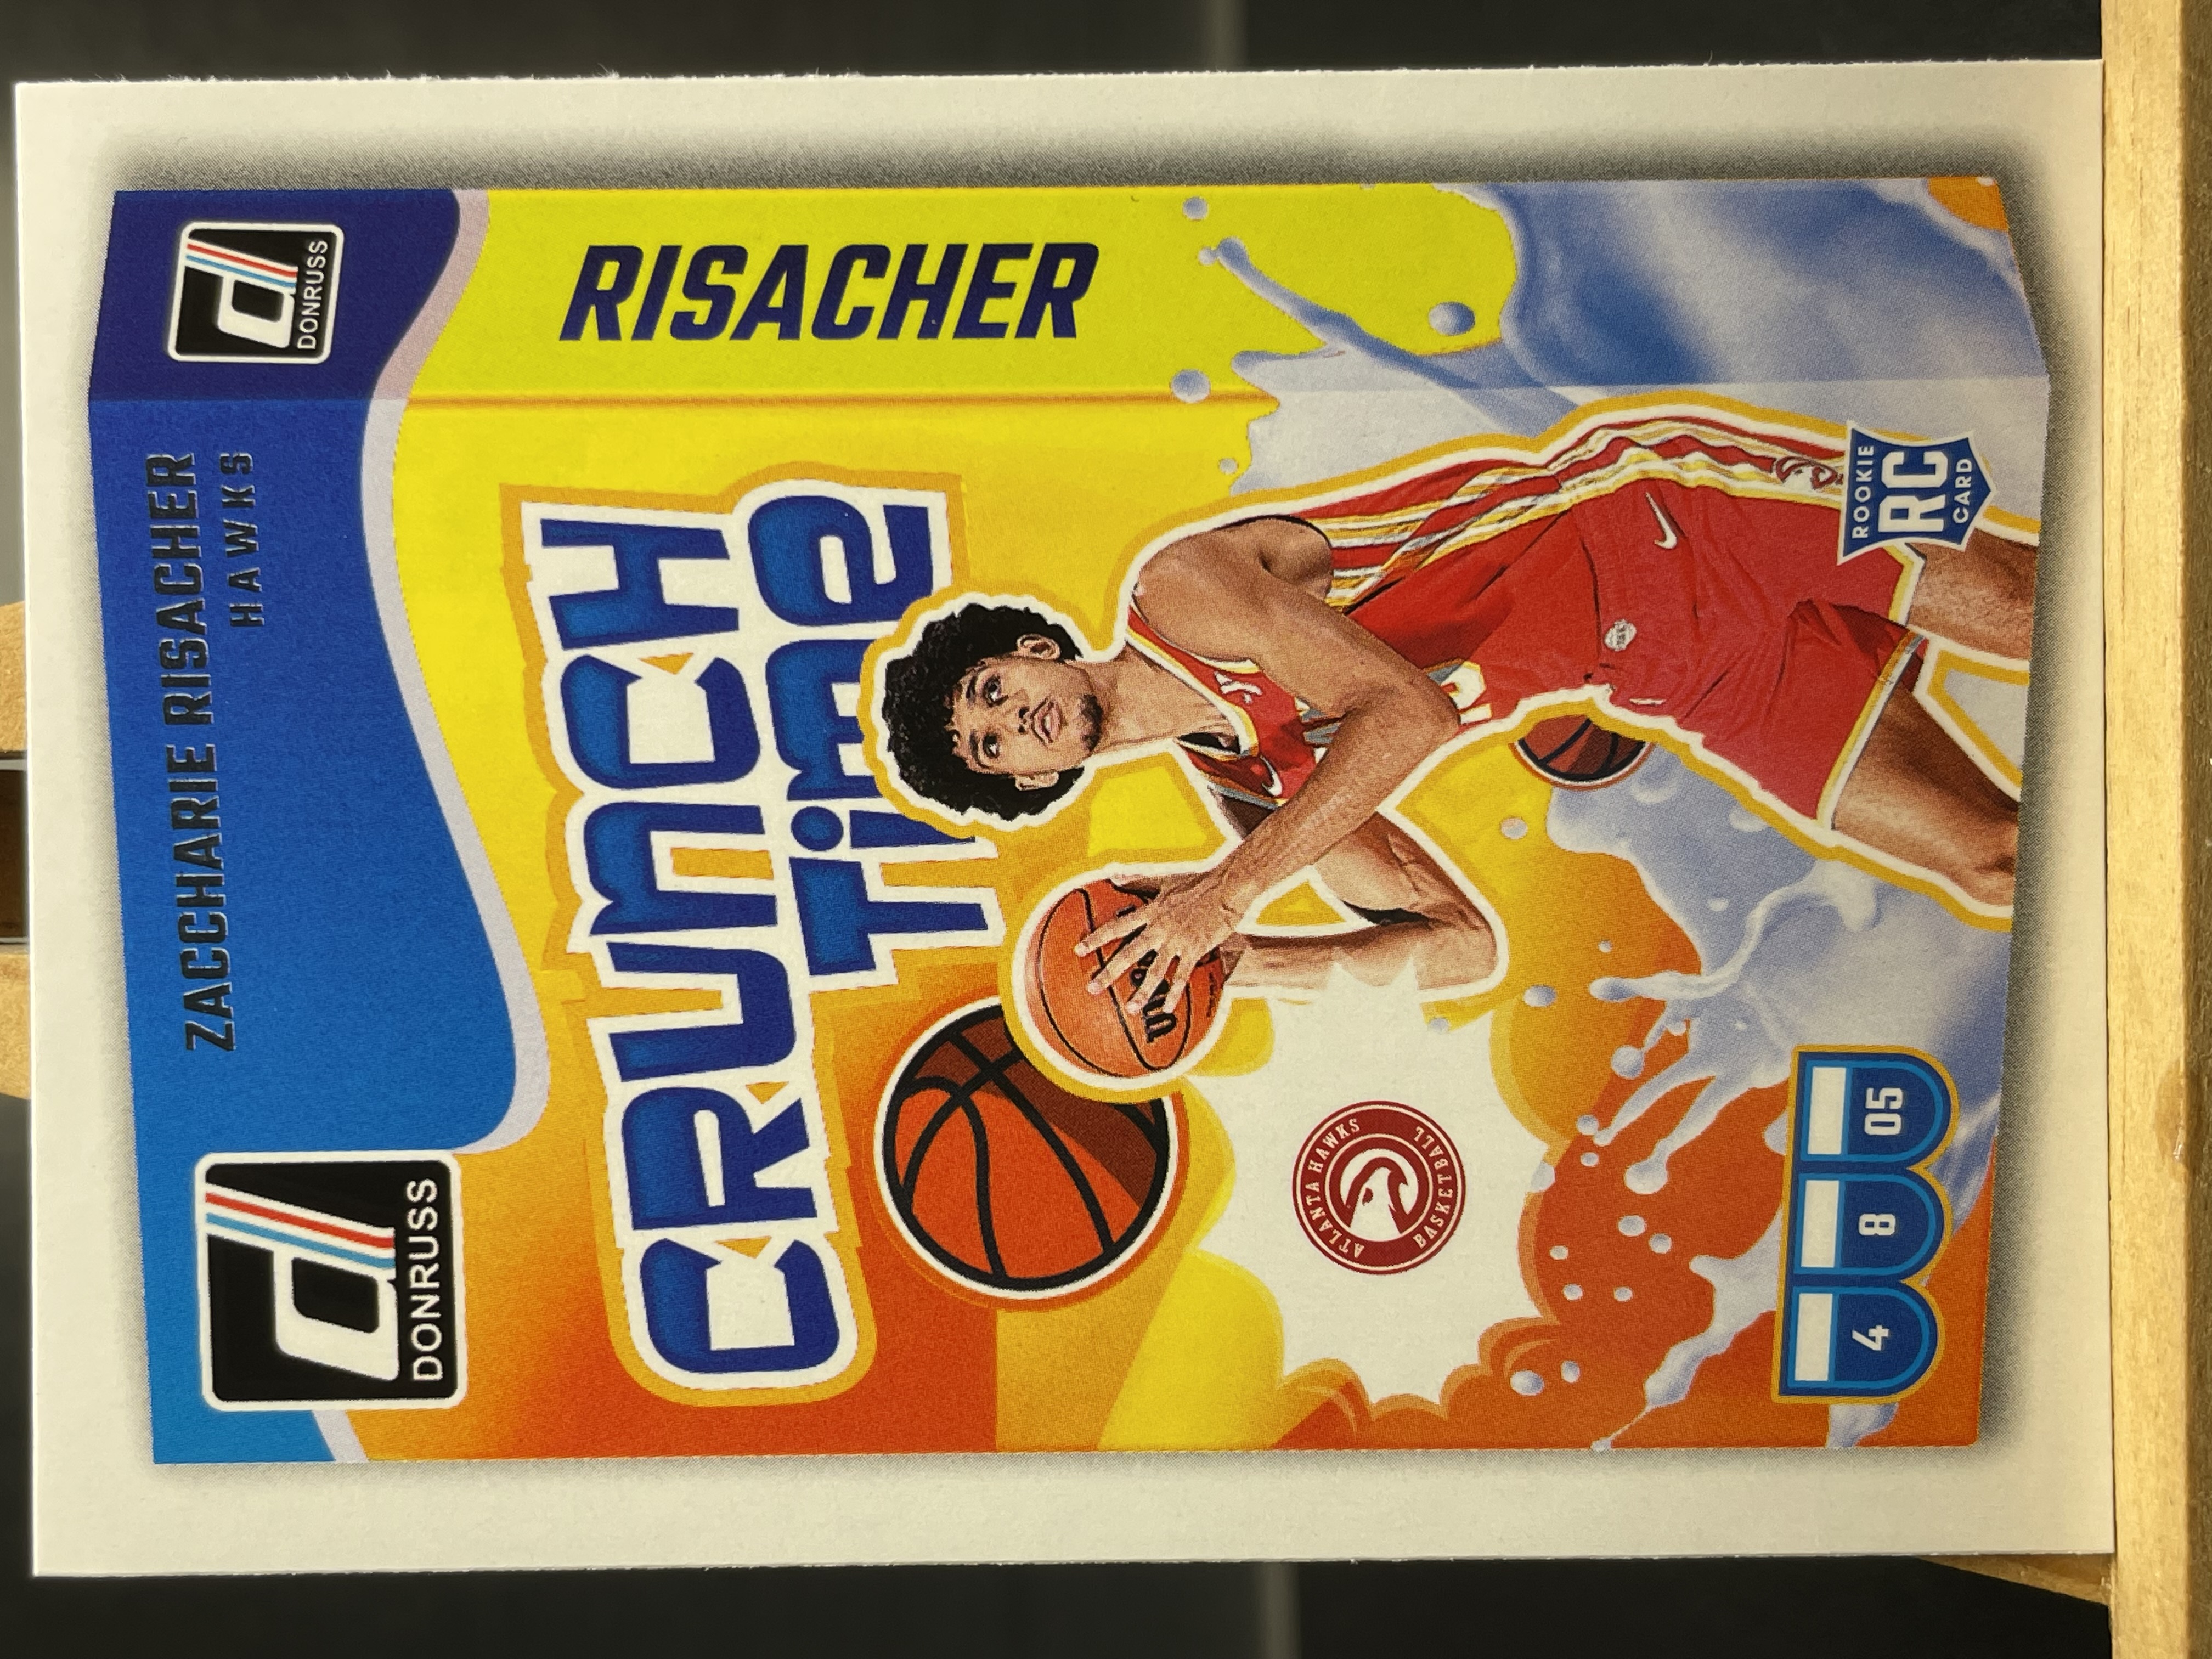 DONRUSS
ZACCHARIE RISACHER
HAWKS
DONRUSS
CRUNCH
TIME
RISACHER
ATLANTA HAWKS
BASKETBALL
4 8 05
ROOKIE
RC
CARD